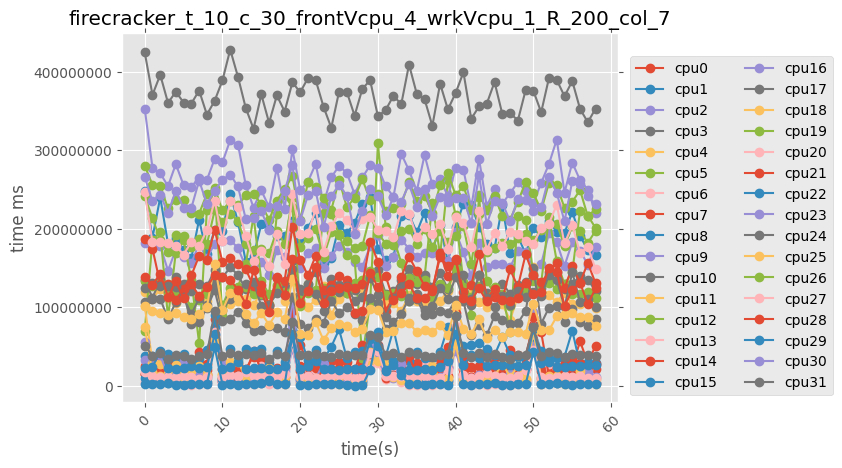 firecracker_t_10_c_30_frontVcpu_4_wrkVcpu_1_R_200_col_7
400000000
300000000
200000000
100000000
0
time ms
0
10
20
30
40
50
60
time(s)
cpu0
cpu1
cpu2
cpu3
cpu4
cpu5
cpu6
cpu7
cpu8
cpu9
cpu10
cpu11
cpu12
cpu13
cpu14
cpu15
cpu16
cpu17
cpu18
cpu19
cpu20
cpu21
cpu22
cpu23
cpu24
cpu25
cpu26
cpu27
cpu28
cpu29
cpu30
cpu31